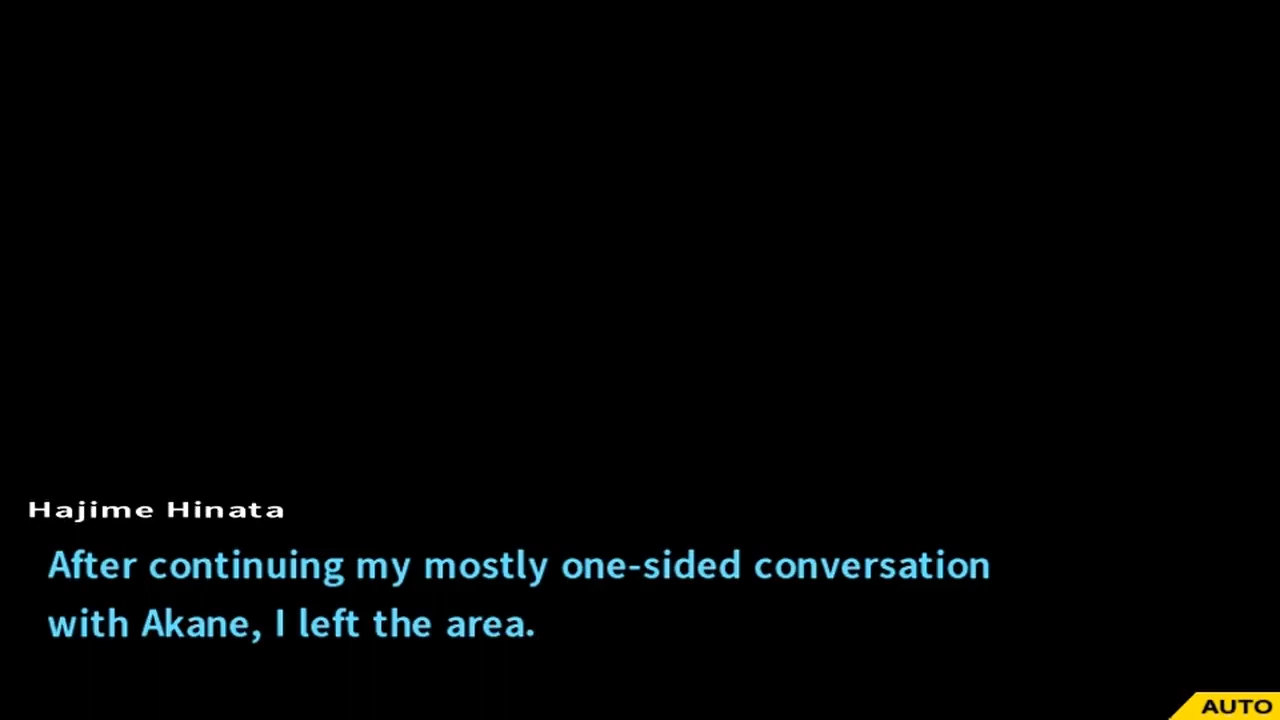 Hajime Hinata
After continuing my mostly one-sided conversation
with Akane, I left the area.
AUTO